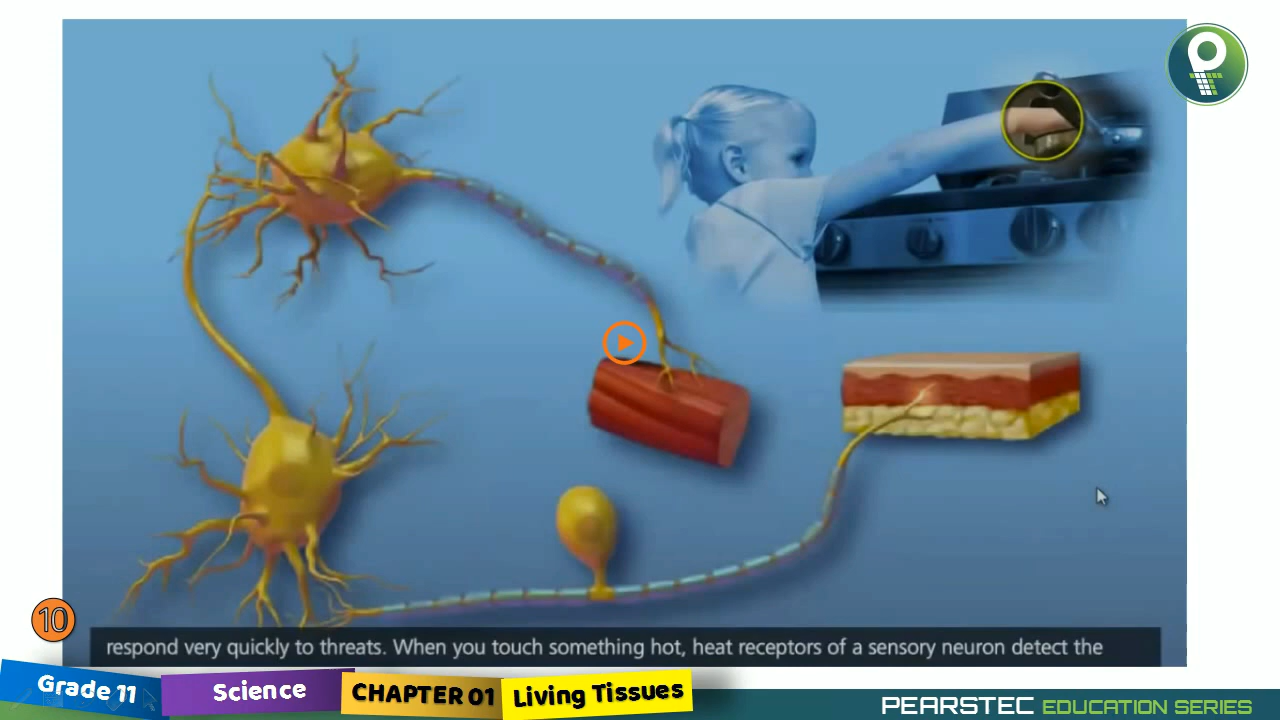 10
respond very quickly to threats. When you touch something hot, heat receptors of a sensory neuron detect the
Grade 11
Science
CHAPTER 01
Living Tissues
PEARSTEC EDUCATION SERIES